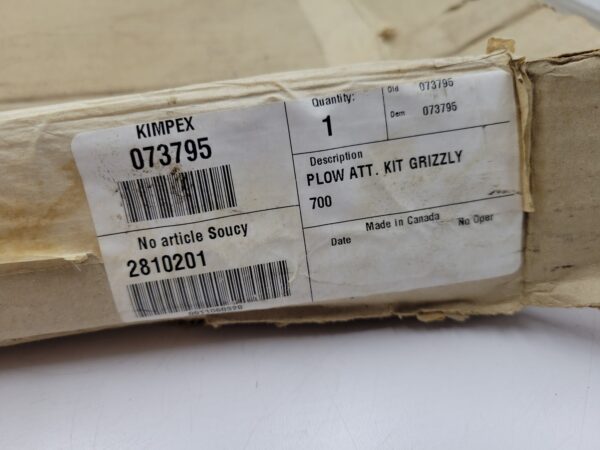 KIMPEX
073795
No article Soucy
2810201
Quantity:
1
Old 073795
Dem 073795
Description
PLOW ATT. KIT GRIZZLY
700
Made in Canada
No Oper
Date